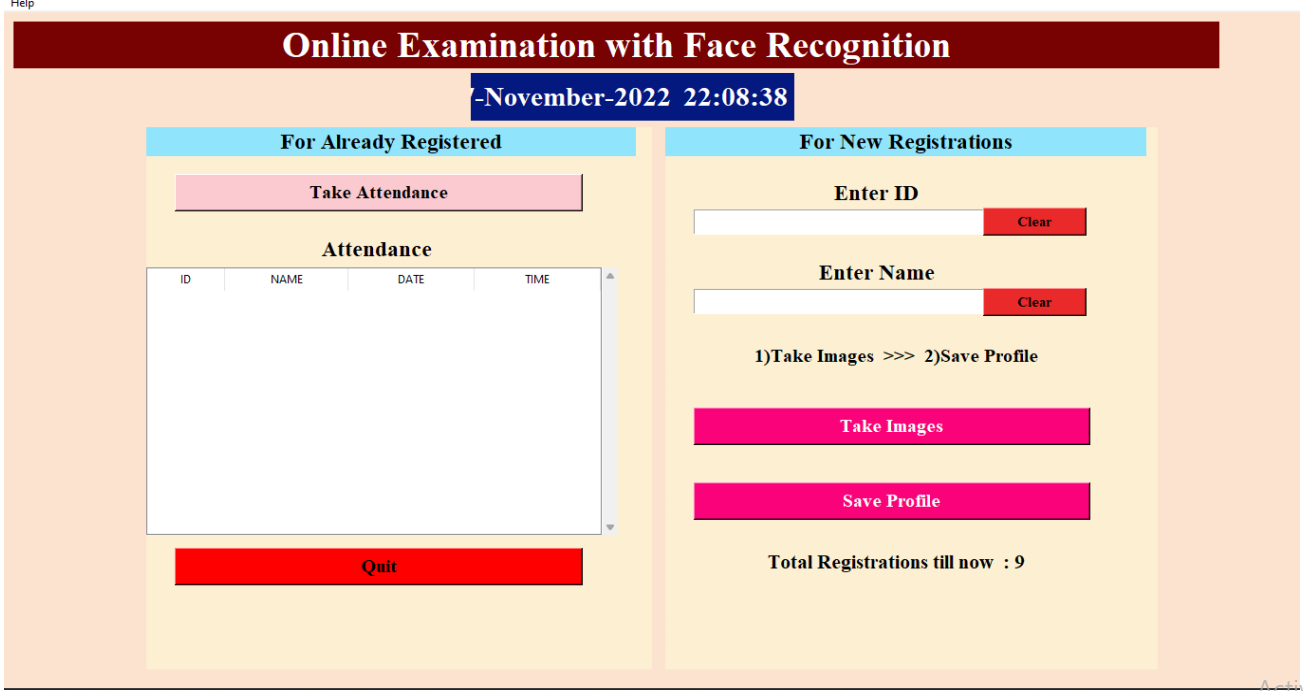 Help
Online Examination with Face Recognition
-November-2022 22:08:38
For Already Registered
Take Attendance
Attendance
ID NAME DATE TIME
Quit
For New Registrations
Enter ID
Clear
Enter Name
Clear
1)Take Images >>> 2)Save Profile
Take Images
Save Profile
Total Registrations till now : 9